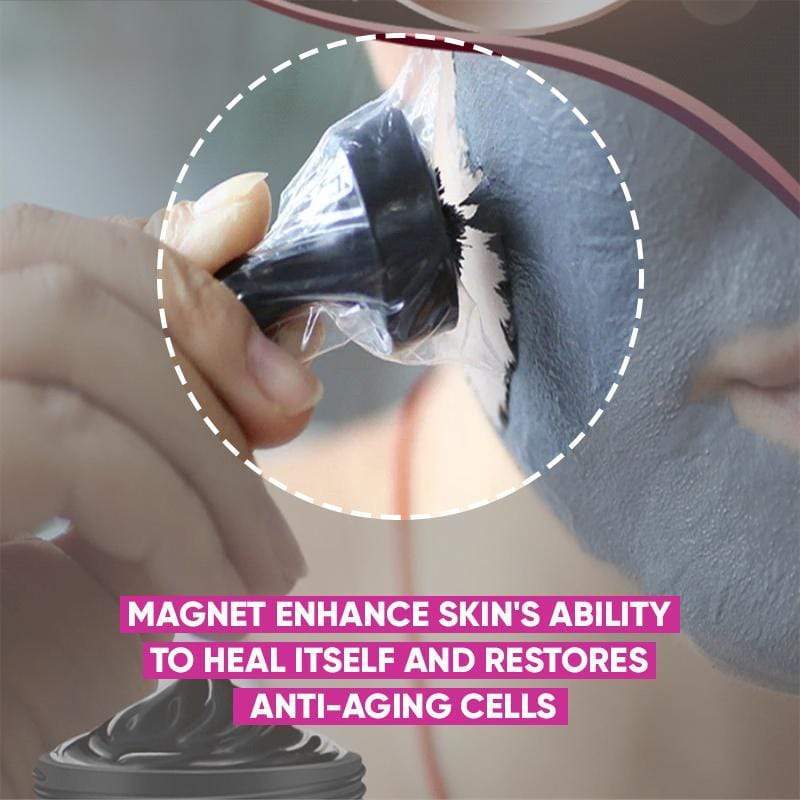 MAGNET ENHANCE SKIN'S ABILITY
TO HEAL ITSELF AND RESTORES
ANTI-AGING CELLS